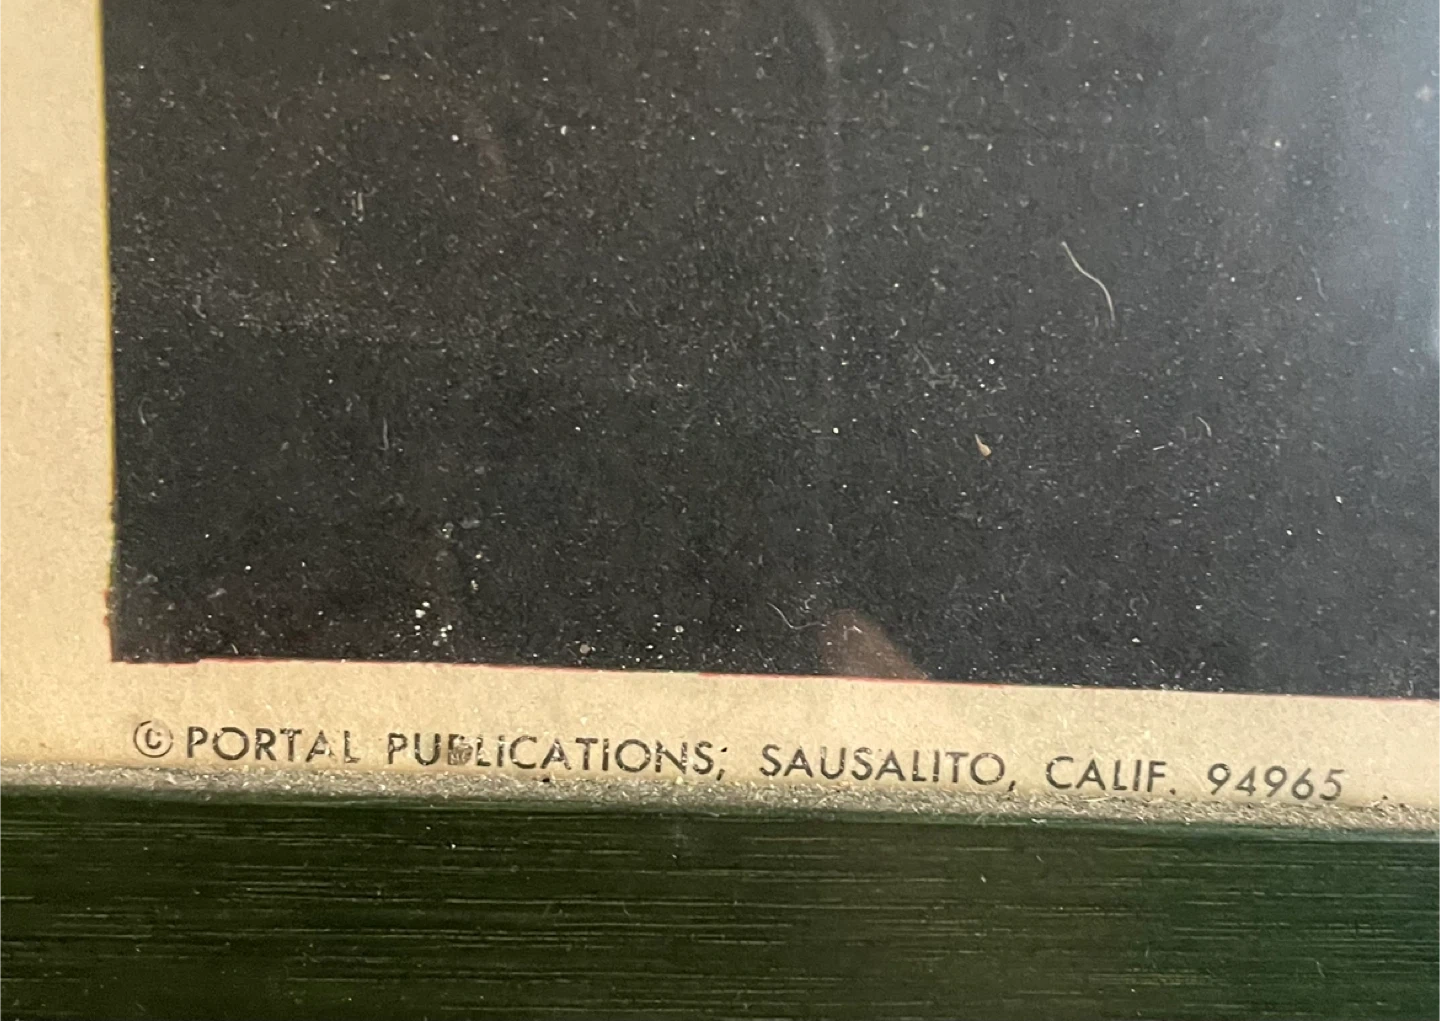 © PORTAL PUBLICATIONS; SAUSALITO, CALIF. 94965